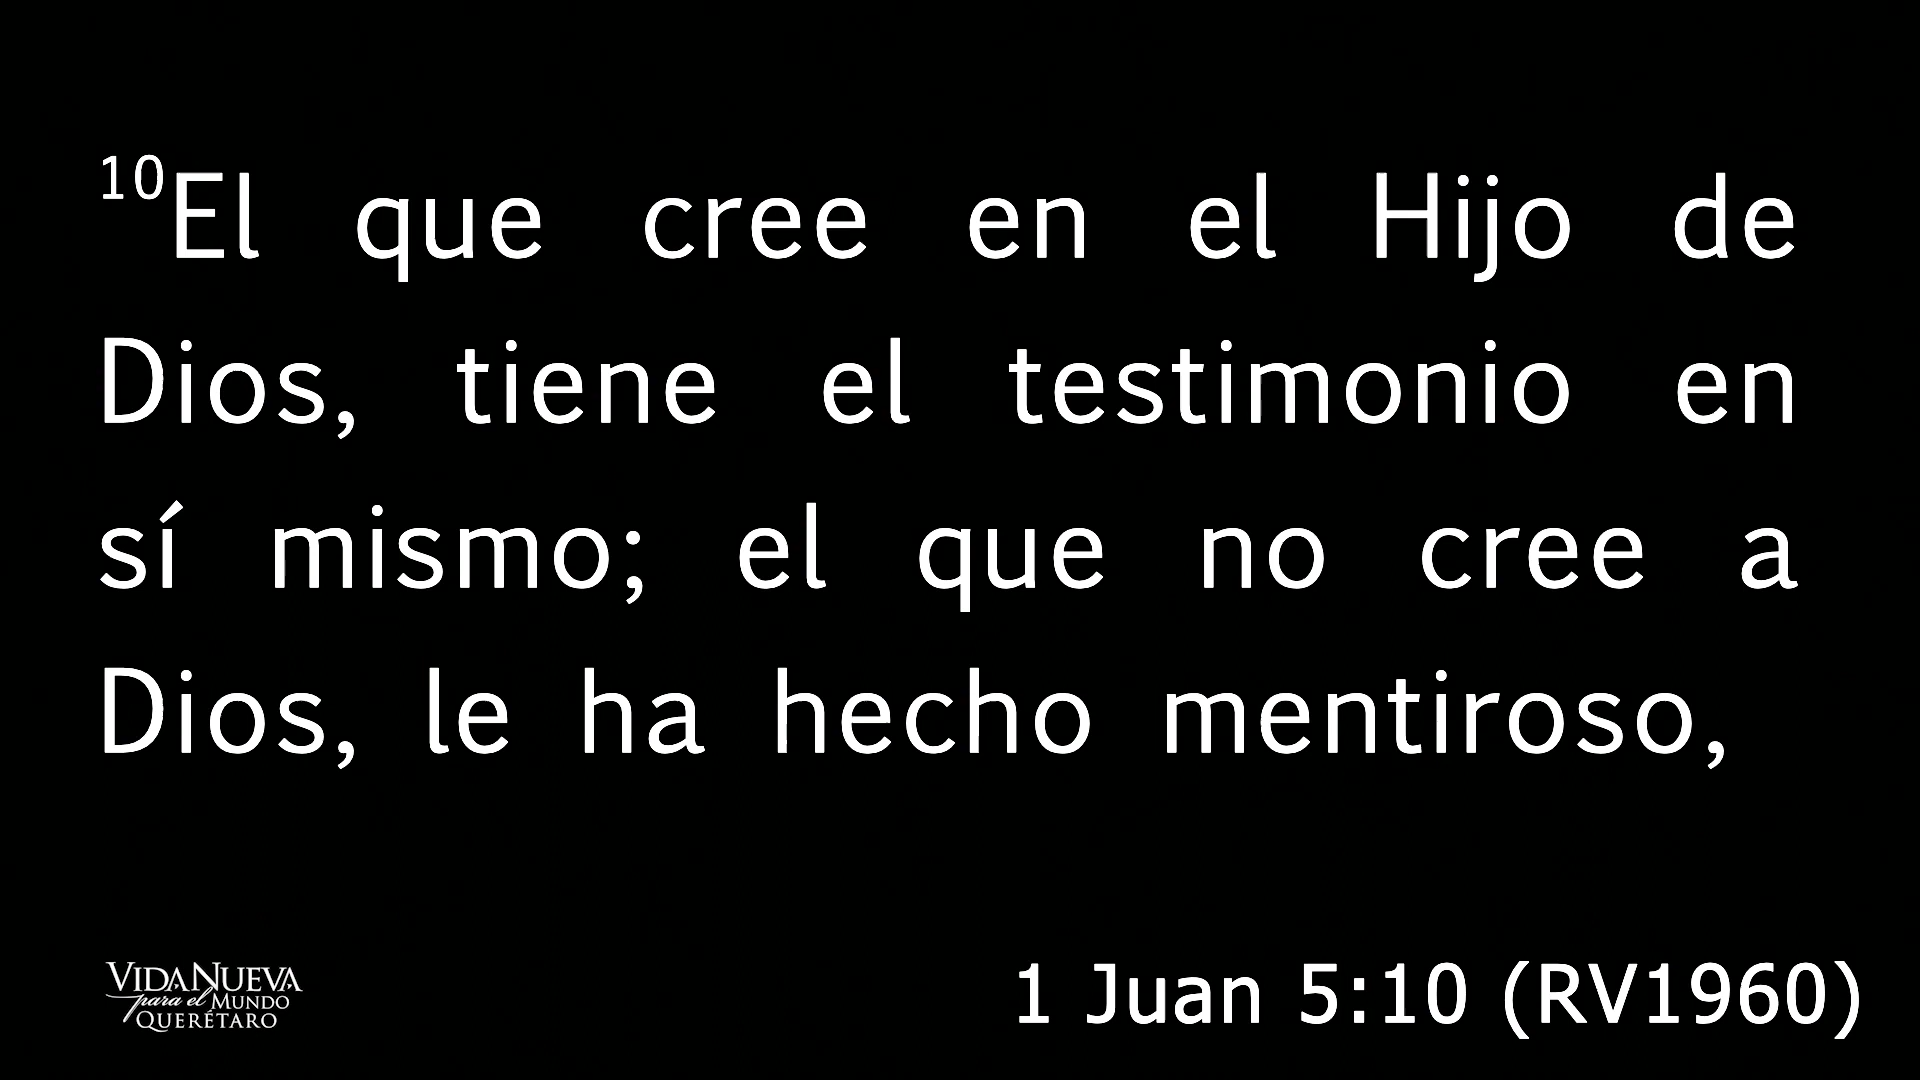 10El que cree en el Hijo de
Dios, tiene el testimonio en
sí mismo; el que no cree a
Dios, le ha hecho mentiroso,
VIDA NUEVA
para el MUNDO
QUERÉTARO
1 Juan 5:10 (RV1960)